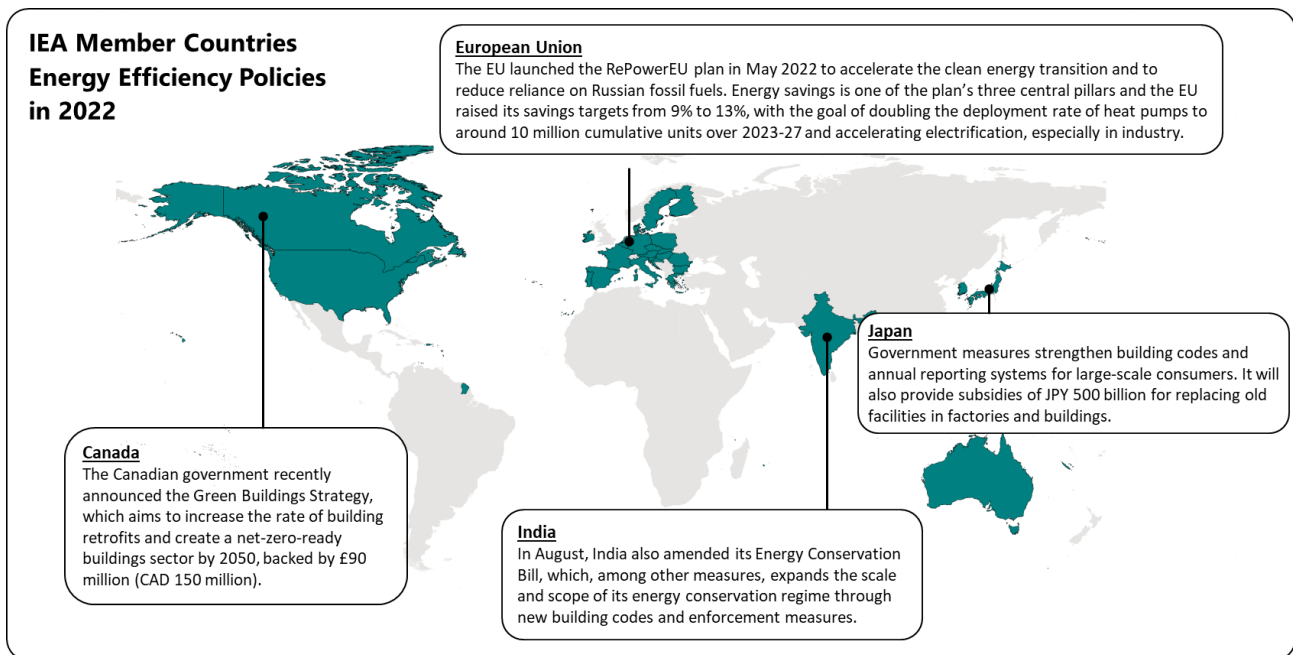 IEA Member Countries
Energy Efficiency Policies
in 2022
European Union
The EU launched the RePowerEU plan in May 2022 to accelerate the clean energy transition and to
reduce reliance on Russian fossil fuels. Energy savings is one of the plan's three central pillars and the EU
raised its savings targets from 9% to 13%, with the goal of doubling the deployment rate of heat pumps to
around 10 million cumulative units over 2023-27 and accelerating electrification, especially in industry.
Japan
Government measures strengthen building codes and
annual reporting systems for large-scale consumers. It will
also provide subsidies of JPY 500 billion for replacing old
facilities in factories and buildings.
Canada
The Canadian government recently
announced the Green Buildings Strategy,
which aims to increase the rate of building
retrofits and create a net-zero-ready
buildings sector by 2050, backed by £90
million (CAD 150 million).
India
In August, India also amended its Energy Conservation
Bill, which, among other measures, expands the scale
and scope of its energy conservation regime through
new building codes and enforcement measures.